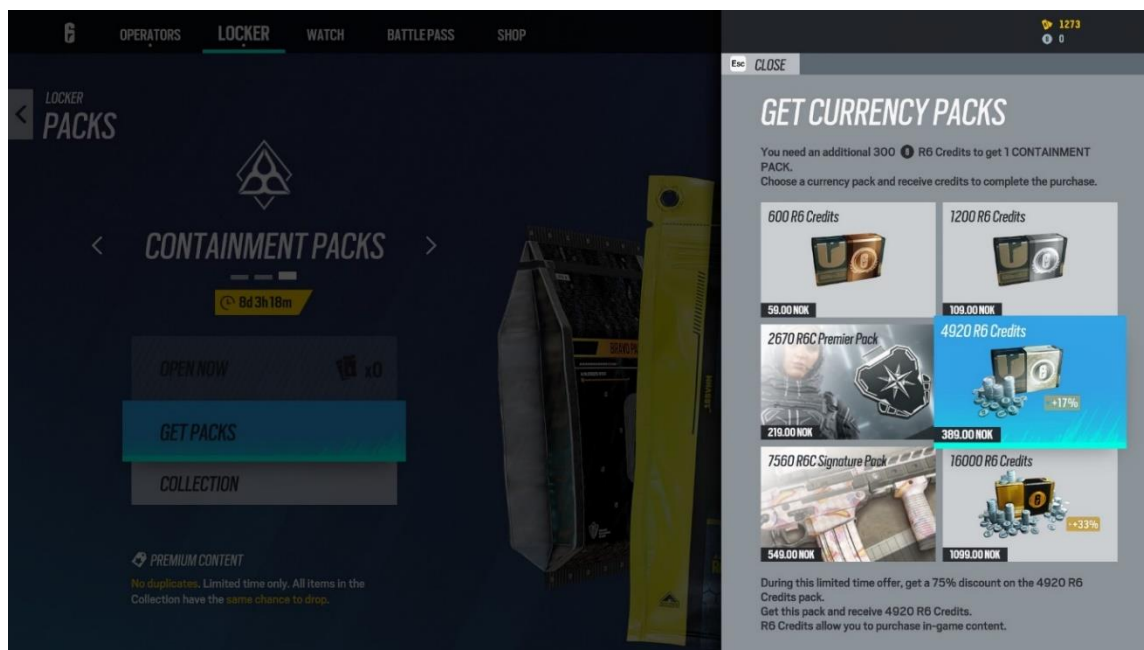 OPERATORS
LOCKER
WATCH
BATTLE PASS
SHOP
1273
0
Esc CLOSE
LOCKER
PACKS
CONTAINMENT PACKS
8d 3h 18m
OPEN NOW
x0
GET PACKS
COLLECTION
PREMIUM CONTENT
No duplicates. Limited time only. All items in the
Collection have the same chance to drop.
GET CURRENCY PACKS
You need an additional 300 R6 Credits to get 1 CONTAINMENT
PACK.
Choose a currency pack and receive credits to complete the purchase.
600 R6 Credits
59.00 NOK
1200 R6 Credits
109.00 NOK
2670 R6C Premier Pack
219.00 NOK
4920 R6 Credits
+17%
389.00 NOK
7560 R6C Signature Pack
549.00 NOK
16000 R6 Credits
+33%
1099.00 NOK
During this limited time offer, get a 75% discount on the 4920 R6
Credits pack.
Get this pack and receive 4920 R6 Credits.
R6 Credits allow you to purchase in-game content.